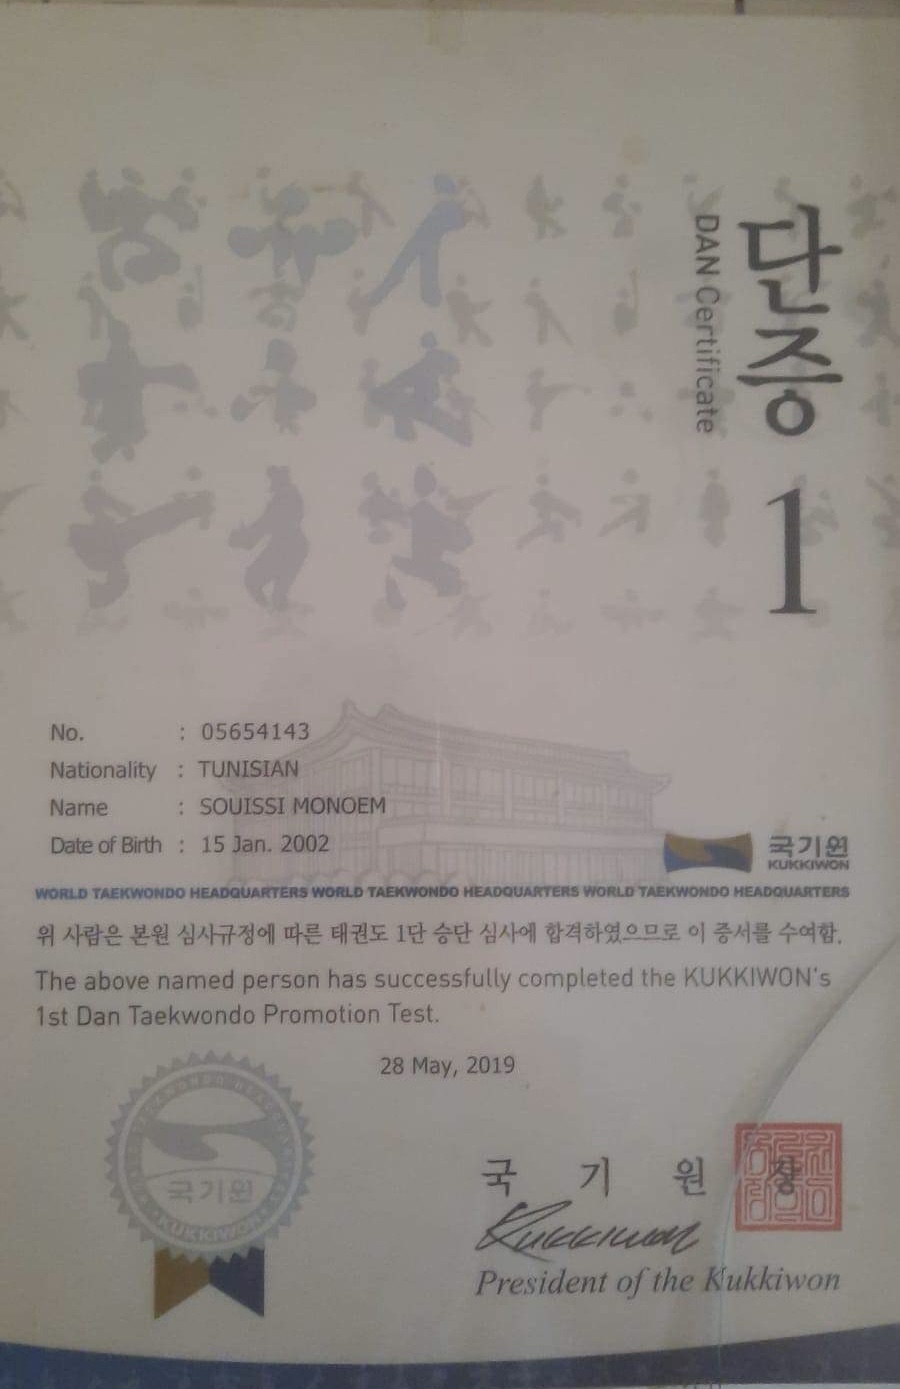 단증
DAN Certificate
1
No. : 05654143
Nationality : TUNISIAN
Name : SOUISSI MONOEM
Date of Birth : 15 Jan. 2002
국기원
KUKKIWON
WORLD TAEKWONDO HEADQUARTERS WORLD TAEKWONDO HEADQUARTERS WORLD TAEKWONDO HEADQUARTERS
위 사람은 본원 심사규정에 따른 태권도 1단 승단 심사에 합격하였으므로 이 증서를 수여함.
The above named person has successfully completed the KUKKIWON's
1st Dan Taekwondo Promotion Test.
28 May, 2019
국기원
KUKKIWON
국 기 원 장
Kukkiwon
President of the Kukkiwon